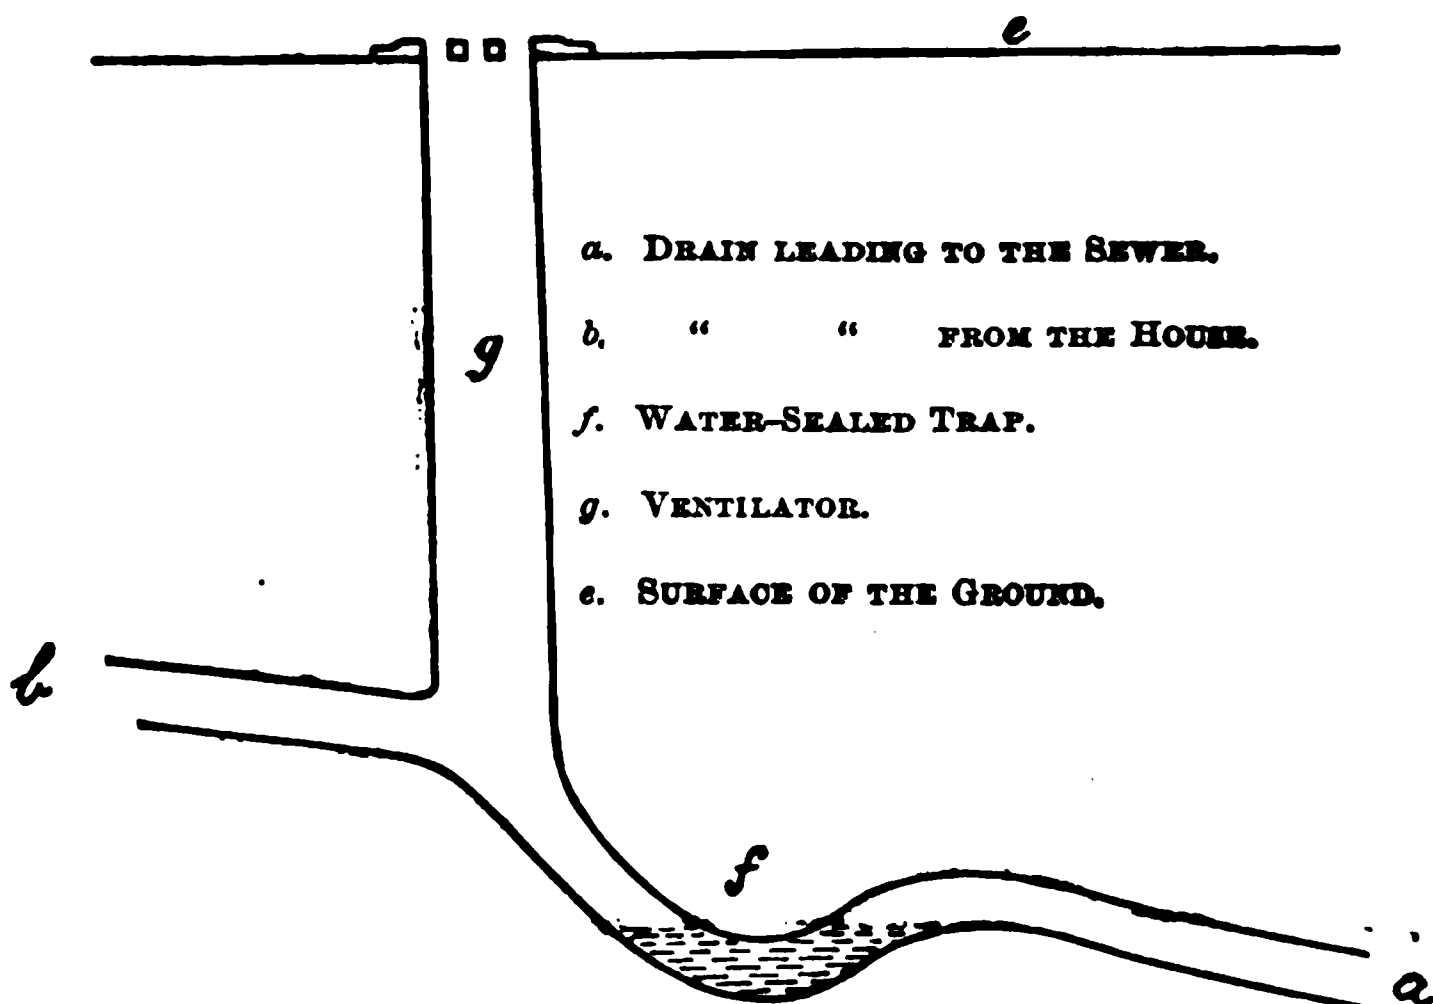 e
a. DRAIN LEADING TO THE SEWER.
g
b. “ “ FROM THE HOUSE.
f. WATER-SEALED TRAP.
g. VENTILATOR.
e. SURFACE OF THE GROUND.
b
f
a